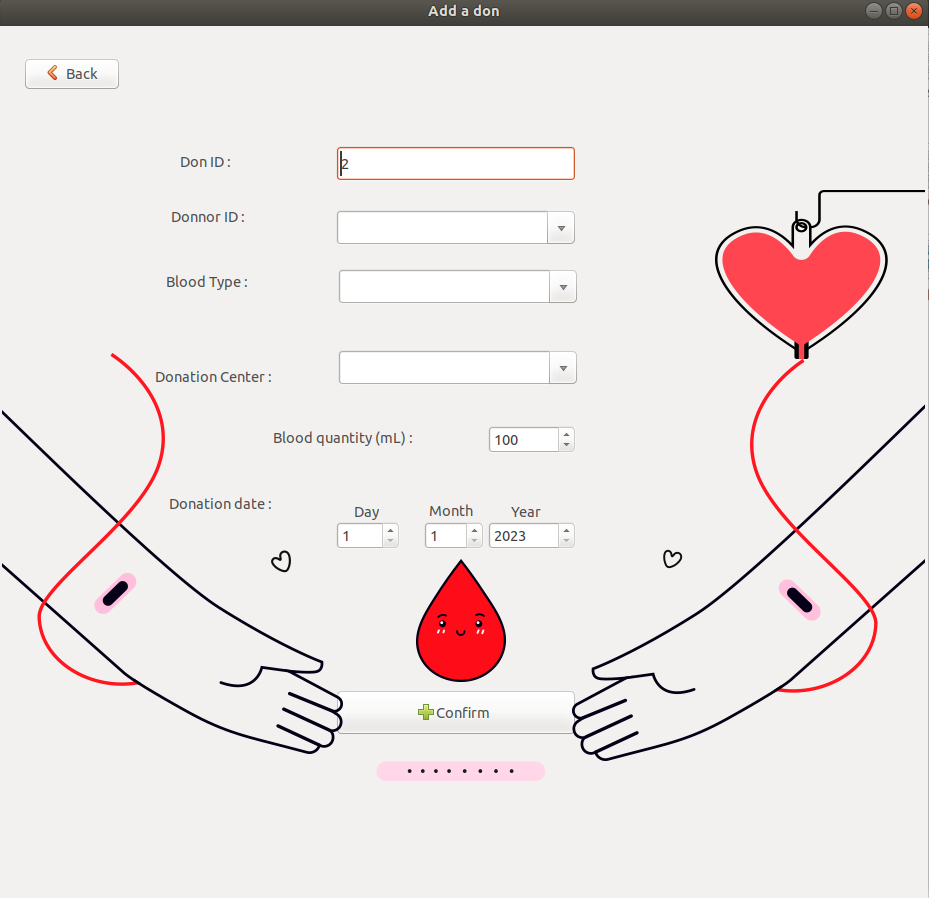 Add a don
Back
Don ID :
2
Donnor ID :
Blood Type :
Donation Center :
Blood quantity (mL) :
100
Donation date :
Day
Month
Year
1
1
2023
Confirm